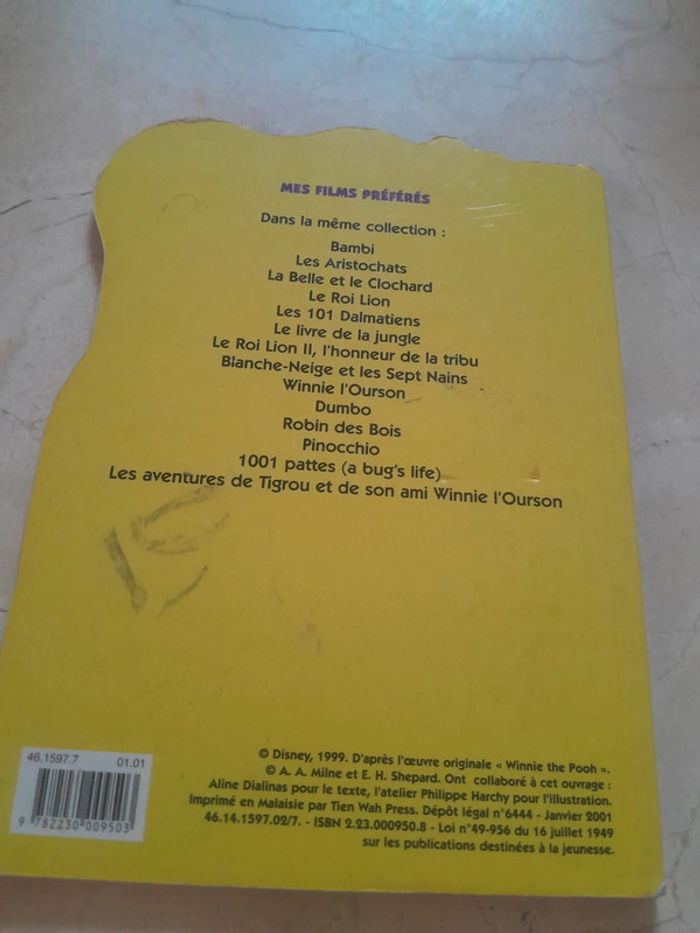 MES FILMS PRÉFÉRÉS
Dans la même collection :
Bambi
Les Aristochats
La Belle et le Clochard
Le Roi Lion
Les 101 Dalmatiens
Le livre de la jungle
Le Roi Lion II, l'honneur de la tribu
Blanche-Neige et les Sept Nains
Winnie l'Ourson
Dumbo
Robin des Bois
Pinocchio
1001 pattes (a bug's life)
Les aventures de Tigrou et de son ami Winnie l'Ourson
46.1597.7 01.01
9 782230 009503
© Disney, 1999. D'après l'œuvre originale « Winnie the Pooh ».
© A. A. Milne et E. H. Shepard. Ont collaboré à cet ouvrage :
Aline Dialinas pour le texte, l'atelier Philippe Harchy pour l'illustration.
Imprimé en Malaisie par Tien Wah Press. Dépôt légal n°6444 - Janvier 2001
46.14.1597.02/7. - ISBN 2.23.000950.8 - Loi n°49-956 du 16 juillet 1949
sur les publications destinées à la jeunesse.